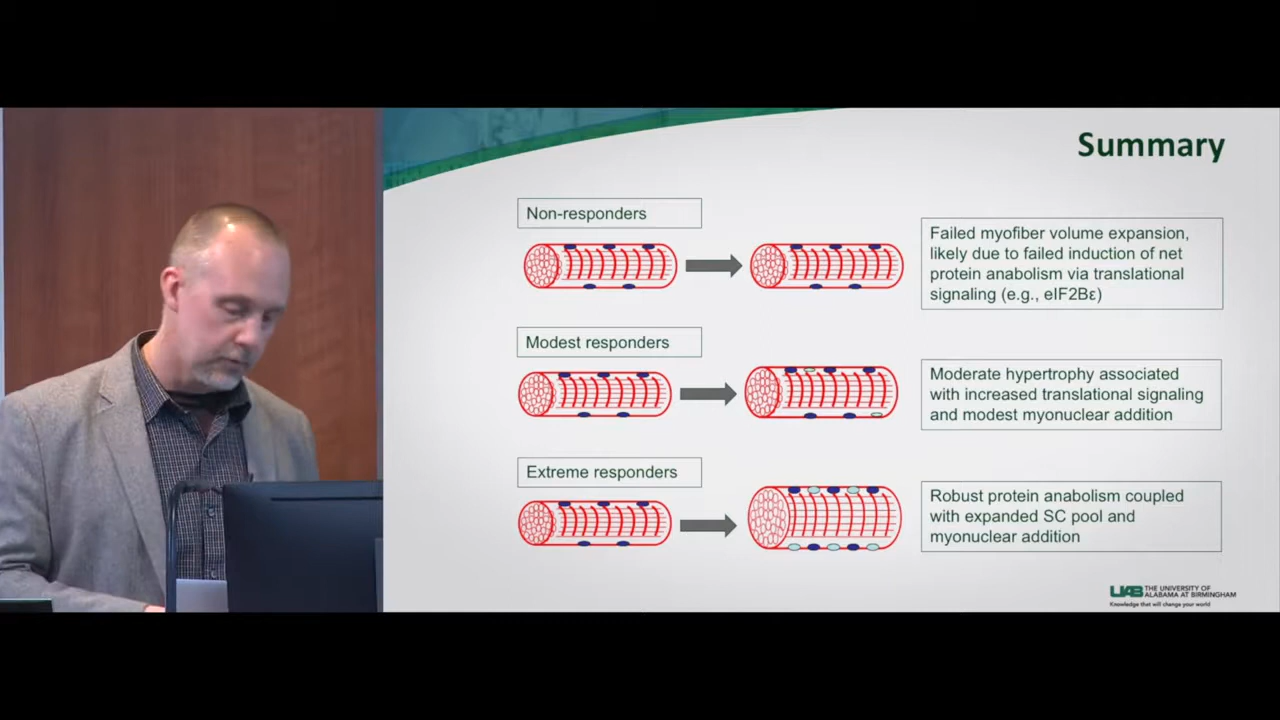 Summary
Non-responders
Failed myofiber volume expansion,
likely due to failed induction of net
protein anabolism via translational
signaling (e.g., eIF2Bε)
Modest responders
Moderate hypertrophy associated
with increased translational signaling
and modest myonuclear addition
Extreme responders
Robust protein anabolism coupled
with expanded SC pool and
myonuclear addition
UAB THE UNIVERSITY OF
ALABAMA AT BIRMINGHAM
Knowledge that will change your world